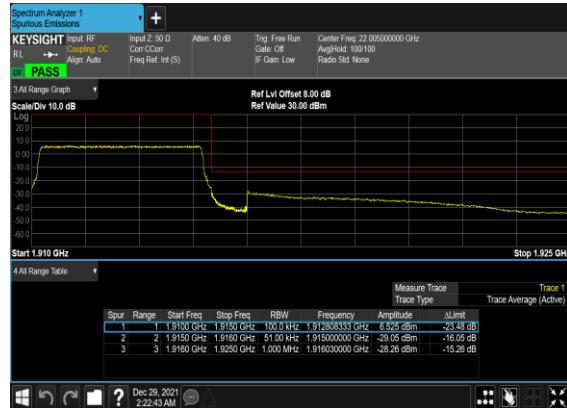 Spectrum Analyzer 1
Spurious Emissions
+
KEYSIGHT Input: RF Input Z: 50 Ω Atten: 40 dB Trig: Free Run Center Freq: 22.005000000 GHz
RL Coupling: DC Corr CCorr Gate: Off Avg|Hold: 100/100
Align: Auto Freq Ref: Int (S) IF Gain: Low Radio Std: None
PASS
3 All Range Graph
Ref Lvl Offset 8.00 dB
Scale/Div 10.0 dB Ref Value 30.00 dBm
Log
20.0
10.0
0.00
-10.0
-20.0
-30.0
-40.0
-50.0
-60.0
Start 1.910 GHz Stop 1.925 GH
4 All Range Table
Measure Trace Trace 1
Trace Type Trace Average (Active)
Spur Range Start Freq Stop Freq RBW Frequency Amplitude ΔLimit
1 1 1.9100 GHz 1.9150 GHz 100.0 kHz 1.912808333 GHz 6.525 dBm -23.48 dB
2 2 1.9150 GHz 1.9160 GHz 51.00 kHz 1.915000000 GHz -29.05 dBm -16.05 dB
3 3 1.9160 GHz 1.9250 GHz 1.000 MHz 1.916030000 GHz -28.26 dBm -15.26 dB
? Dec 29, 2021
2:22:43 AM